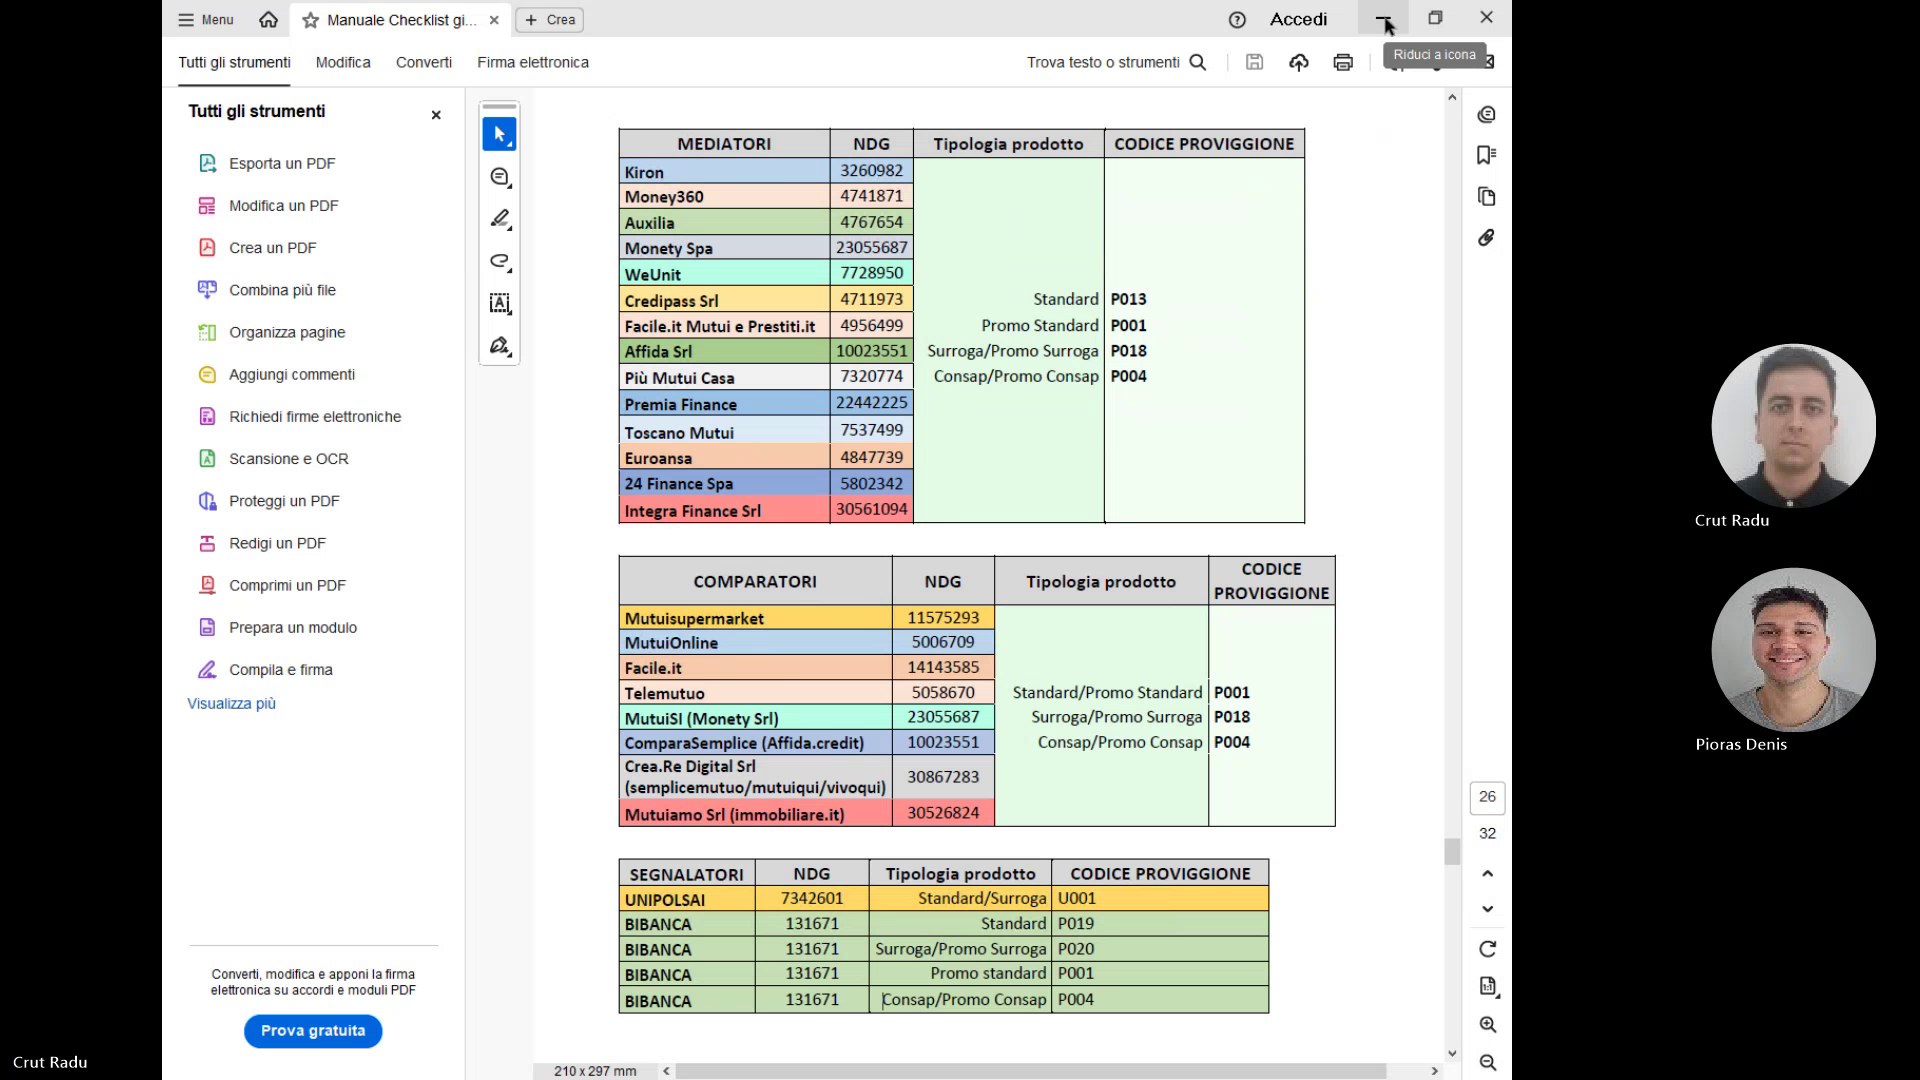 Menu
Manuale Checklist gi...
Crea
Accedi
Riduci a icona
Tutti gli strumenti
Modifica
Converti
Firma elettronica
Trova testo o strumenti
Tutti gli strumenti
Esporta un PDF
Modifica un PDF
Crea un PDF
Combina più file
Organizza pagine
Aggiungi commenti
Richiedi firme elettroniche
Scansione e OCR
Proteggi un PDF
Redigi un PDF
Comprimi un PDF
Prepara un modulo
Compila e firma
Visualizza più
Converti, modifica e apponi la firma
elettronica su accordi e moduli PDF
Prova gratuita
MEDIATORI NDG Tipologia prodotto CODICE PROVIGGIONE
Kiron 3260982
Money360 4741871
Auxilia 4767654
Monety Spa 23055687
WeUnit 7728950
Credipass Srl 4711973 Standard P013
Facile.it Mutui e Prestiti.it 4956499 Promo Standard P001
Affida Srl 10023551 Surroga/Promo Surroga P018
Più Mutui Casa 7320774 Consap/Promo Consap P004
Premia Finance 22442225
Toscano Mutui 7537499
Euroansa 4847739
24 Finance Spa 5802342
Integra Finance Srl 30561094
COMPARATORI NDG Tipologia prodotto CODICE
PROVIGGIONE
Mutuisupermarket 11575293
MutuiOnline 5006709
Facile.it 14143585
Telemutuo 5058670 Standard/Promo Standard P001
MutuiSI (Monety Srl) 23055687 Surroga/Promo Surroga P018
ComparaSemplice (Affida.credit) 10023551 Consap/Promo Consap P004
Crea.Re Digital Srl
(semplicemutuo/mutuiqui/vivoqui) 30867283
Mutuiamo Srl (immobiliare.it) 30526824
SEGNALATORI NDG Tipologia prodotto CODICE PROVIGGIONE
UNIPOLSAI 7342601 Standard/Surroga U001
BIBANCA 131671 Standard P019
BIBANCA 131671 Surroga/Promo Surroga P020
BIBANCA 131671 Promo standard P001
BIBANCA 131671 Consap/Promo Consap P004
210 x 297 mm
26
32
1:1
Crut Radu
Pioras Denis
Crut Radu